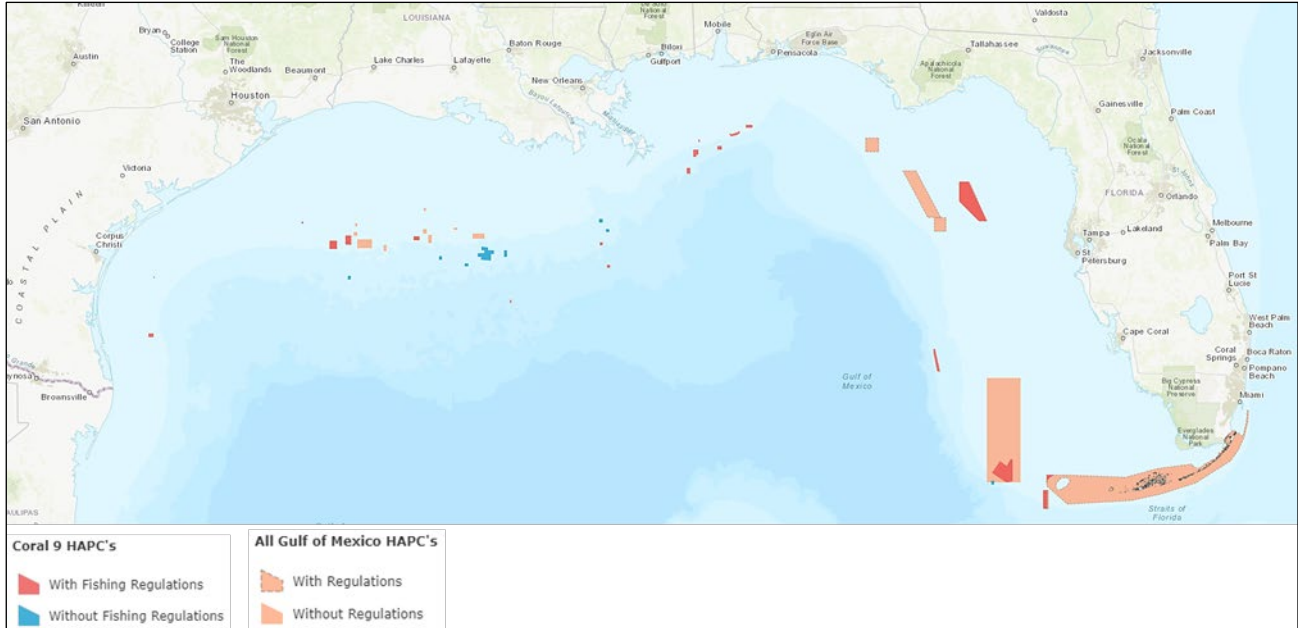 LOUISIANA
Bryan
College
Station
Sam Houston
National
Forest
Austin
The
Woodlands
Beaumont
Lake Charles
Lafayette
Baton Rouge
Houston
New Orleans
San Antonio
Victoria
Corpus
Christi
COASTAL PLAIN
Brownsville
National
Forest
Mobile
Biloxi
Gulfport
Eglin Air
Force Base
Pensacola
Valdosta
Tallahassee
Apalachicola
National
Forest
Suwannee
Jacksonville
Gainesville
Palm Coast
Ocala
National
Forest
St. Johns
FLORIDA
Orlando
Melbourne
Palm Bay
Tampa
Lakeland
St
Petersburg
Port St
Lucie
West Palm
Beach
Cape Coral
Coral
Springs
Boca Raton
Pompano
Beach
Big Cypress
National
Preserve
Miami
Everglades
National
Park
Gulf of
Mexico
Straits of
Florida
Coral 9 HAPC's
With Fishing Regulations
Without Fishing Regulations
All Gulf of Mexico HAPC's
With Regulations
Without Regulations